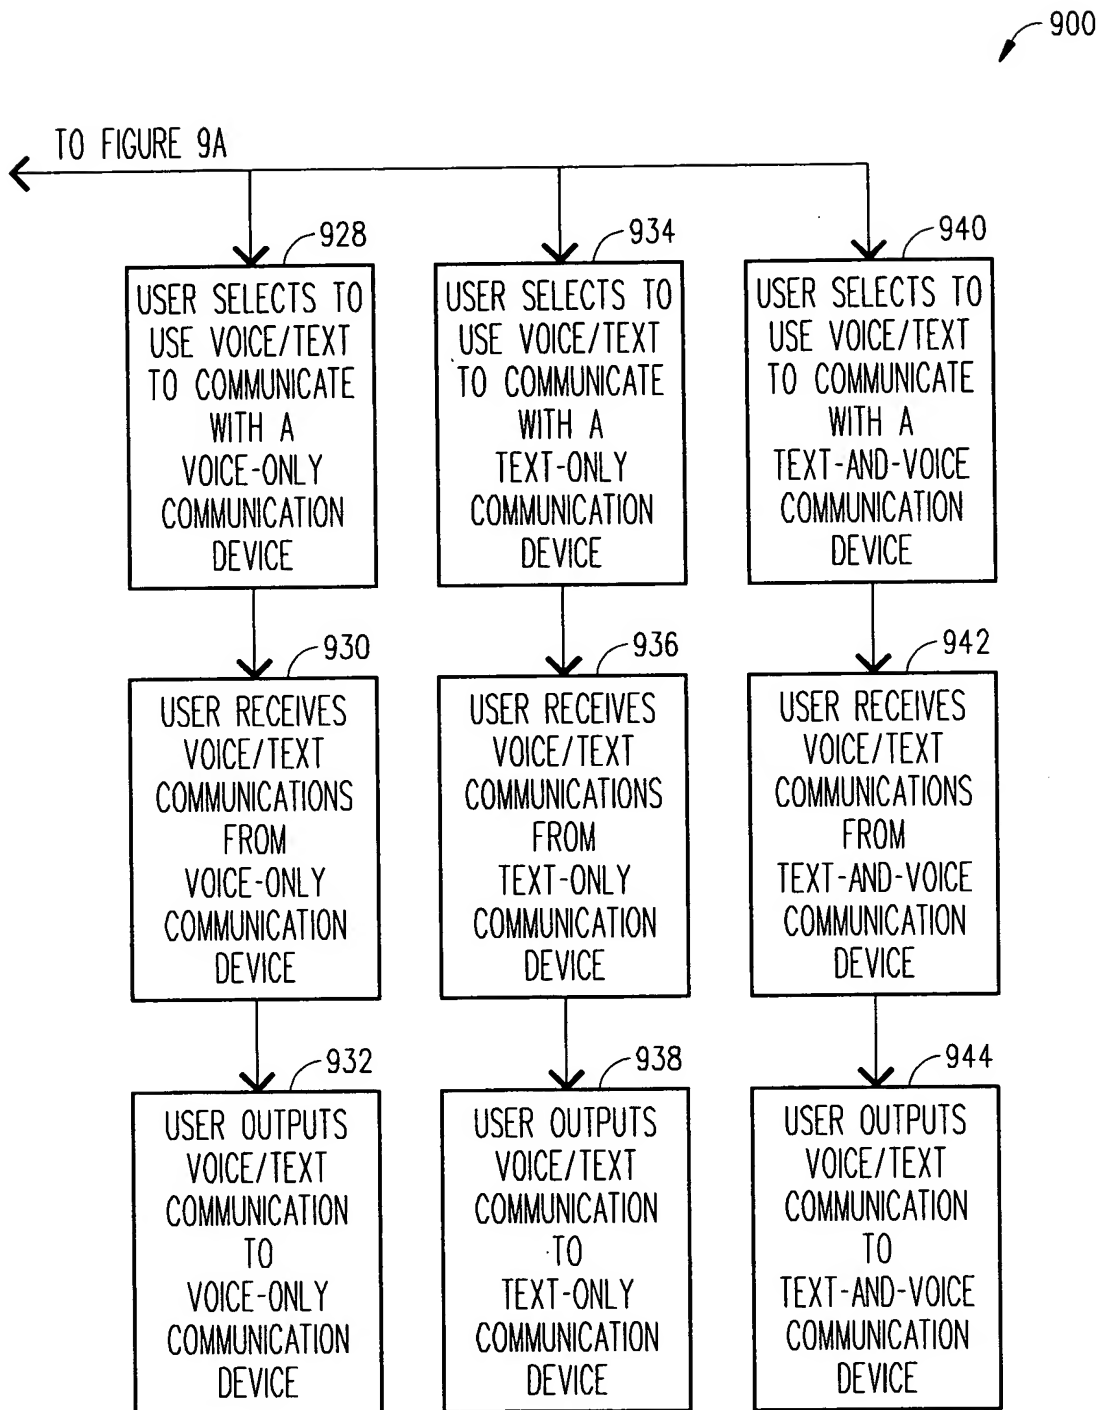 900
TO FIGURE 9A
928
USER SELECTS TO
USE VOICE/TEXT
TO COMMUNICATE
WITH A
VOICE-ONLY
COMMUNICATION
DEVICE
934
USER SELECTS TO
USE VOICE/TEXT
TO COMMUNICATE
WITH A
TEXT-ONLY
COMMUNICATION
DEVICE
940
USER SELECTS TO
USE VOICE/TEXT
TO COMMUNICATE
WITH A
TEXT-AND-VOICE
COMMUNICATION
DEVICE
930
USER RECEIVES
VOICE/TEXT
COMMUNICATIONS
FROM
VOICE-ONLY
COMMUNICATION
DEVICE
936
USER RECEIVES
VOICE/TEXT
COMMUNICATIONS
FROM
TEXT-ONLY
COMMUNICATION
DEVICE
942
USER RECEIVES
VOICE/TEXT
COMMUNICATIONS
FROM
TEXT-AND-VOICE
COMMUNICATION
DEVICE
932
USER OUTPUTS
VOICE/TEXT
COMMUNICATION
TO
VOICE-ONLY
COMMUNICATION
DEVICE
938
USER OUTPUTS
VOICE/TEXT
COMMUNICATION
TO
TEXT-ONLY
COMMUNICATION
DEVICE
944
USER OUTPUTS
VOICE/TEXT
COMMUNICATION
TO
TEXT-AND-VOICE
COMMUNICATION
DEVICE